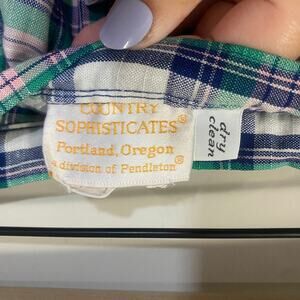 COUNTRY
SOPHISTICATES®
Portland, Oregon
a division of Pendleton®
dry
clean